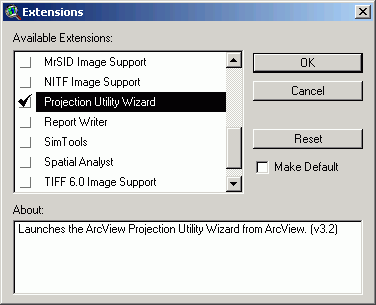 Extensions
Available Extensions:
MrSID Image Support
NITF Image Support
Projection Utility Wizard
Report Writer
SimTools
Spatial Analyst
TIFF 6.0 Image Support
OK
Cancel
Reset
Make Default
About:
Launches the ArcView Projection Utility Wizard from ArcView. (v3.2)